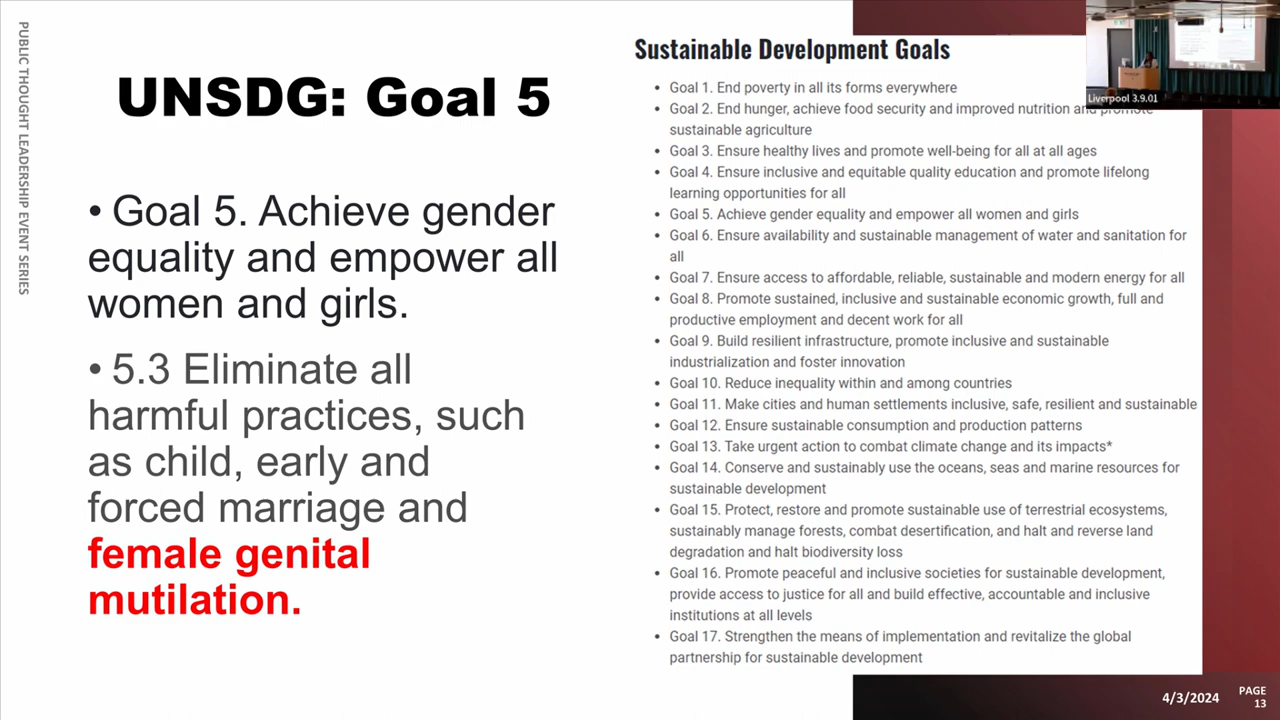 PUBLIC THOUGHT LEADERSHIP EVENT SERIES
UNSDG: Goal 5
• Goal 5. Achieve gender
equality and empower all
women and girls.
• 5.3 Eliminate all
harmful practices, such
as child, early and
forced marriage and
female genital
mutilation.
Sustainable Development Goals
• Goal 1. End poverty in all its forms everywhere
• Goal 2. End hunger, achieve food security and improved nutrition and promote
sustainable agriculture
• Goal 3. Ensure healthy lives and promote well-being for all at all ages
• Goal 4. Ensure inclusive and equitable quality education and promote lifelong
learning opportunities for all
• Goal 5. Achieve gender equality and empower all women and girls
• Goal 6. Ensure availability and sustainable management of water and sanitation for
all
• Goal 7. Ensure access to affordable, reliable, sustainable and modern energy for all
• Goal 8. Promote sustained, inclusive and sustainable economic growth, full and
productive employment and decent work for all
• Goal 9. Build resilient infrastructure, promote inclusive and sustainable
industrialization and foster innovation
• Goal 10. Reduce inequality within and among countries
• Goal 11. Make cities and human settlements inclusive, safe, resilient and sustainable
• Goal 12. Ensure sustainable consumption and production patterns
• Goal 13. Take urgent action to combat climate change and its impacts*
• Goal 14. Conserve and sustainably use the oceans, seas and marine resources for
sustainable development
• Goal 15. Protect, restore and promote sustainable use of terrestrial ecosystems,
sustainably manage forests, combat desertification, and halt and reverse land
degradation and halt biodiversity loss
• Goal 16. Promote peaceful and inclusive societies for sustainable development,
provide access to justice for all and build effective, accountable and inclusive
institutions at all levels
• Goal 17. Strengthen the means of implementation and revitalize the global
partnership for sustainable development
Liverpool 3.9.01
4/3/2024
PAGE
13